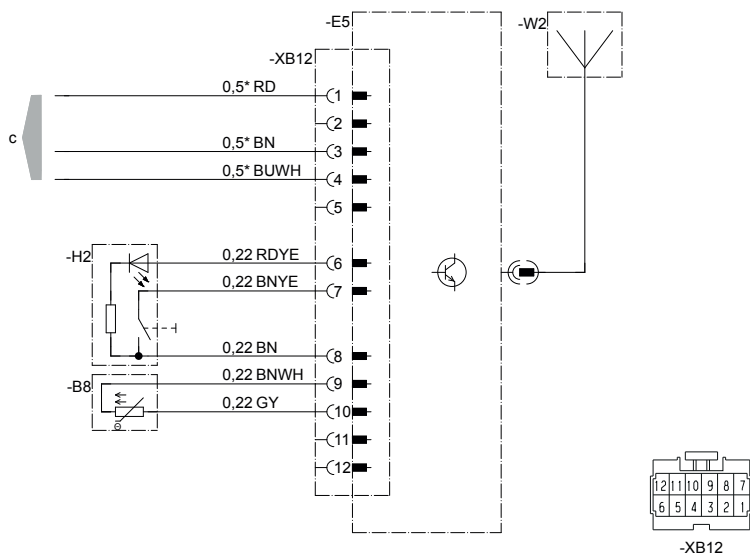 -E5
-W2
-XB12
0,5* RD
1
2
c
0,5* BN
3
0,5* BUWH
4
5
-H2
0,22 RDYE
6
0,22 BNYE
7
0,22 BN
8
-B8
0,22 BNWH
9
0,22 GY
10
Θ
11
12
12 11 10 9 8 7
6 5 4 3 2 1
-XB12